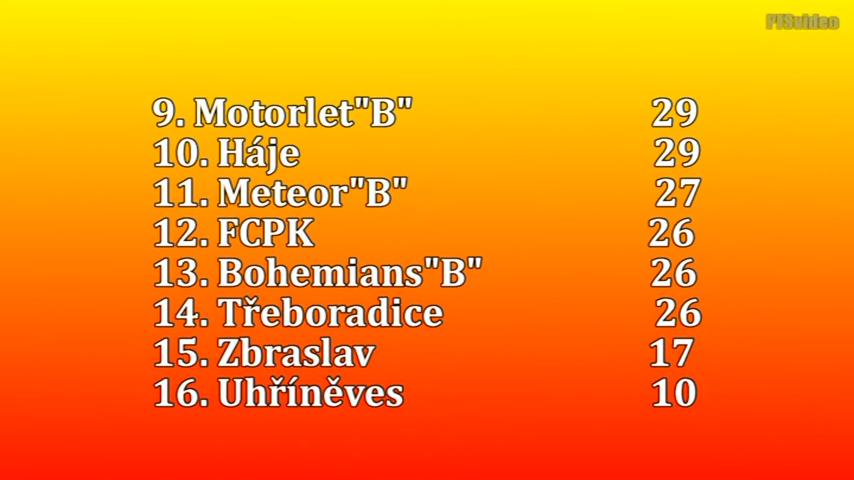 PTSvideo
9. Motorlet"B" 29
10. Háje 29
11. Meteor"B" 27
12. FCPK 26
13. Bohemians"B" 26
14. Třeboradice 26
15. Zbraslav 17
16. Uhříněves 10